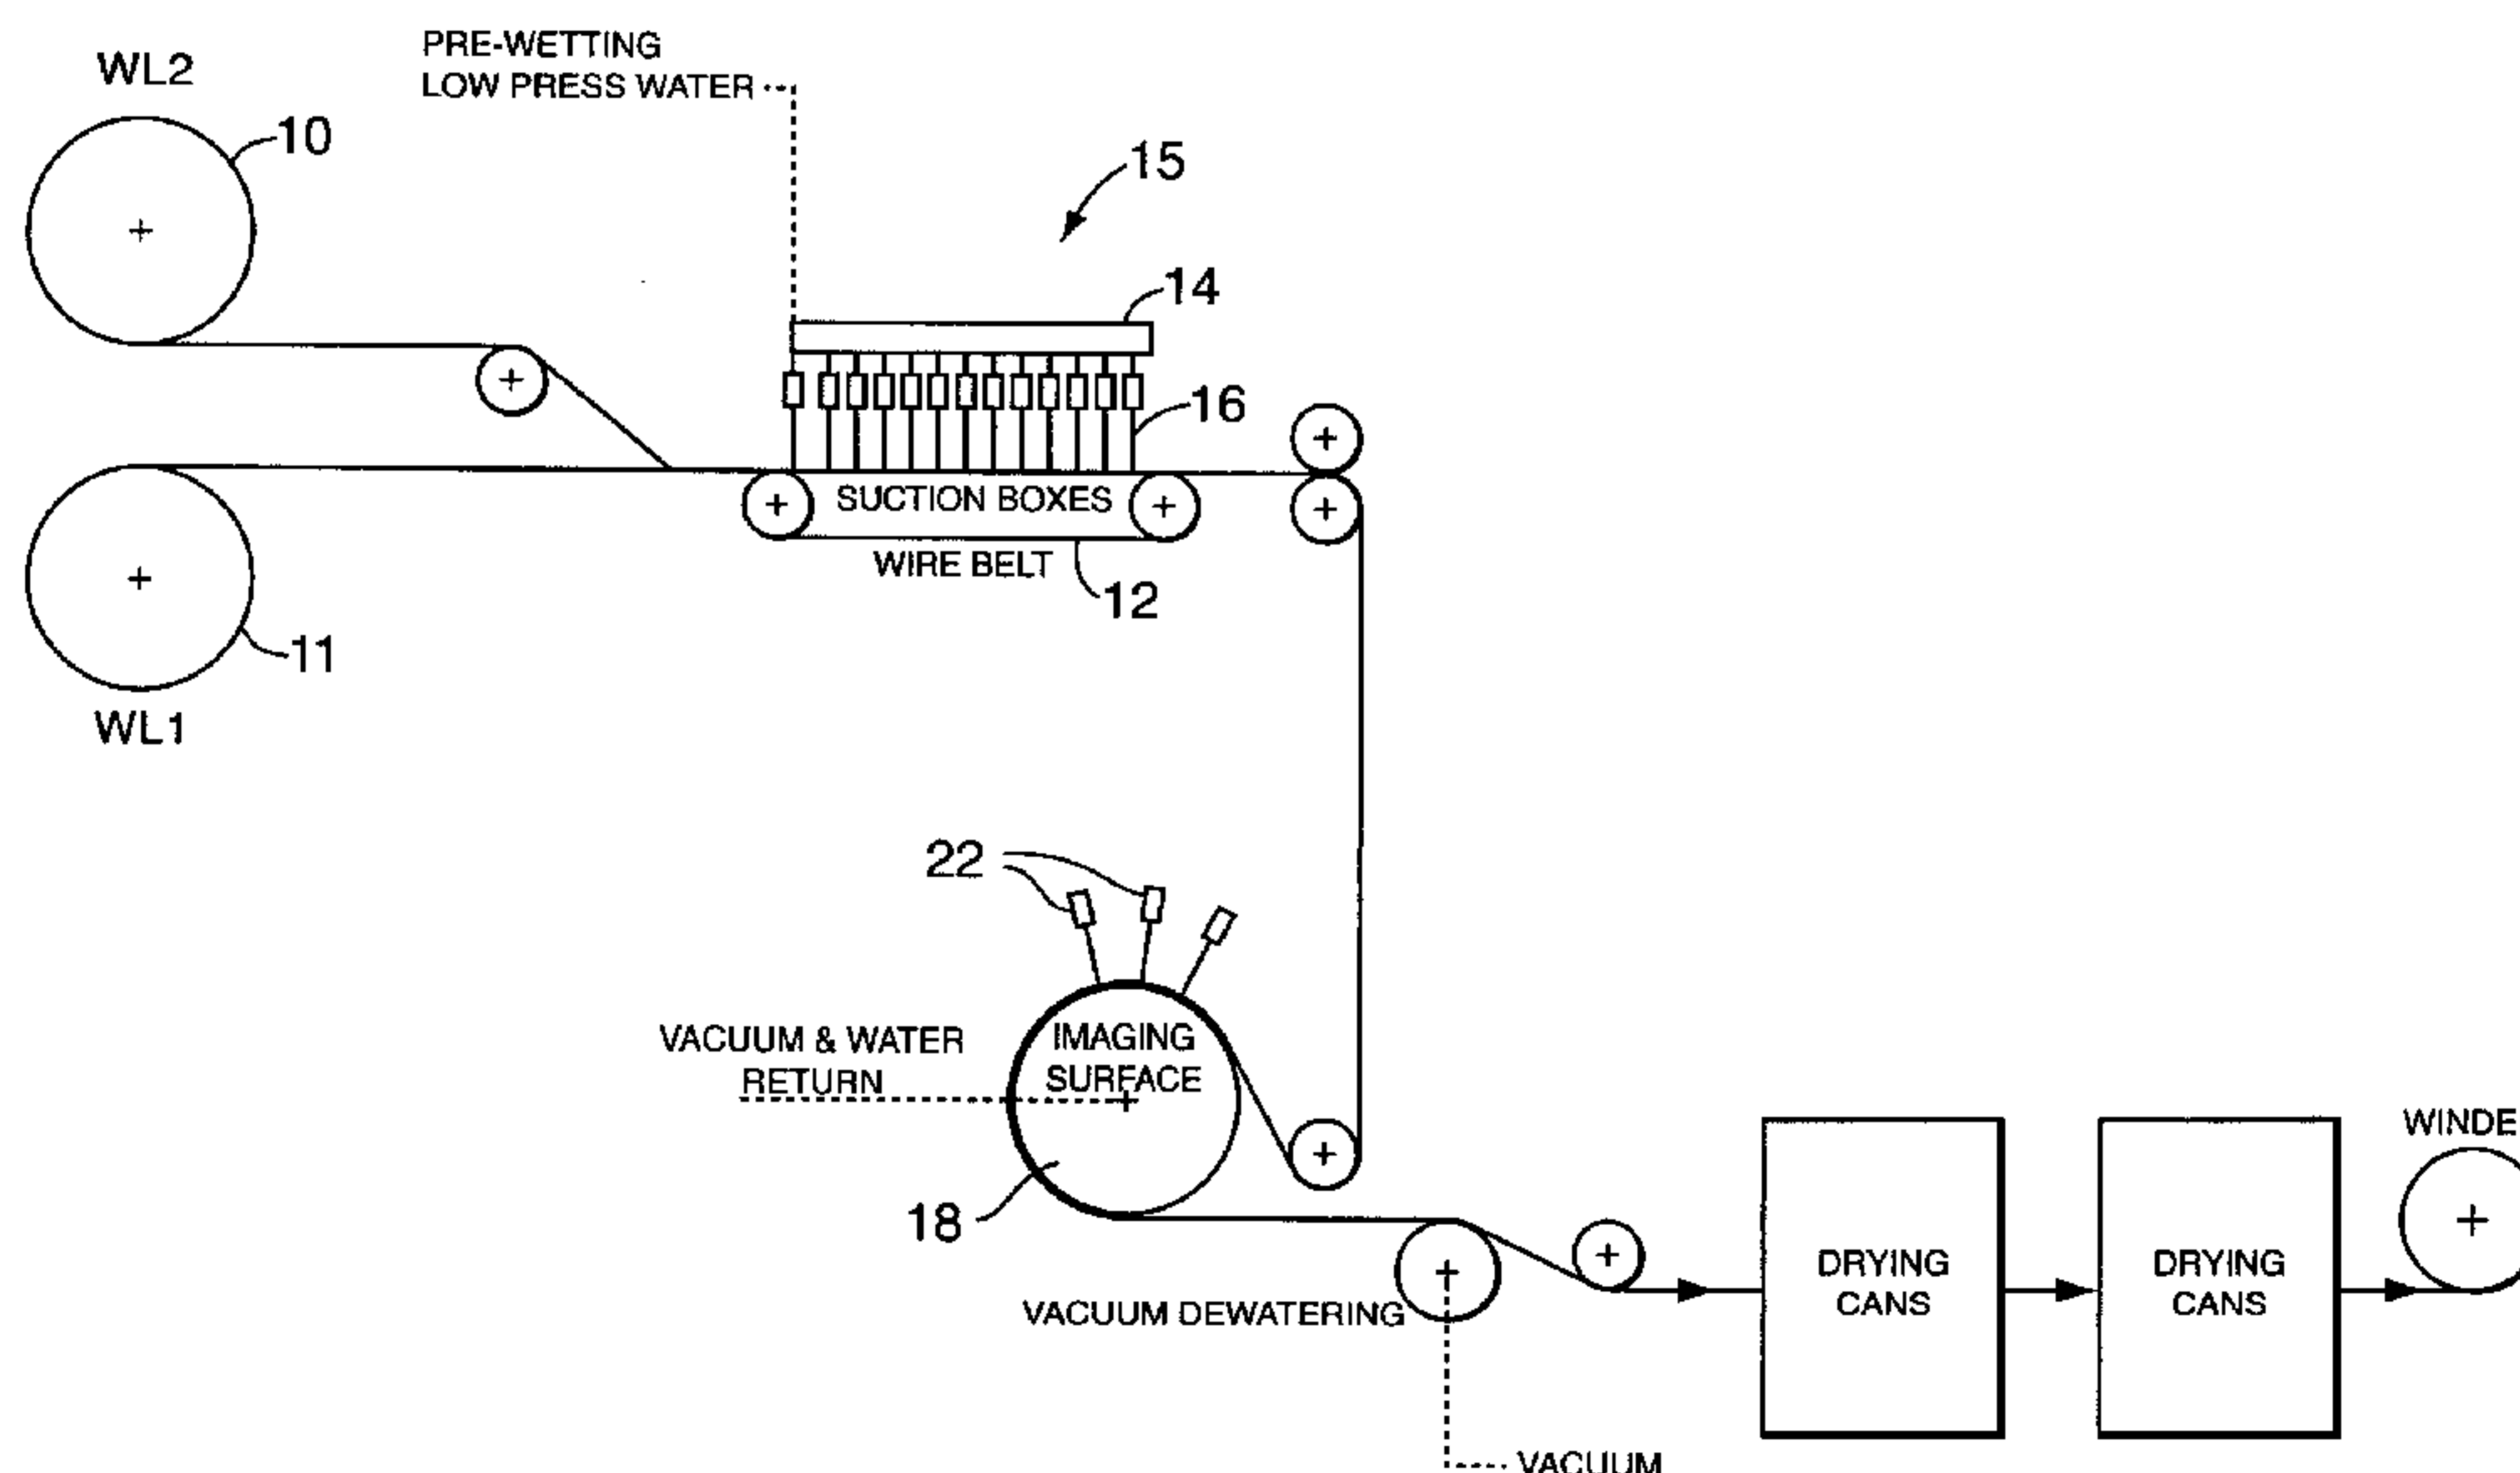 WL2
PRE-WETTING
LOW PRESS WATER
10
15
14
16
SUCTION BOXES
WIRE BELT
12
11
WL1
22
VACUUM & WATER
RETURN
IMAGING
SURFACE
18
VACUUM DEWATERING
VACUUM
DRYING
CANS
DRYING
CANS
WINDE